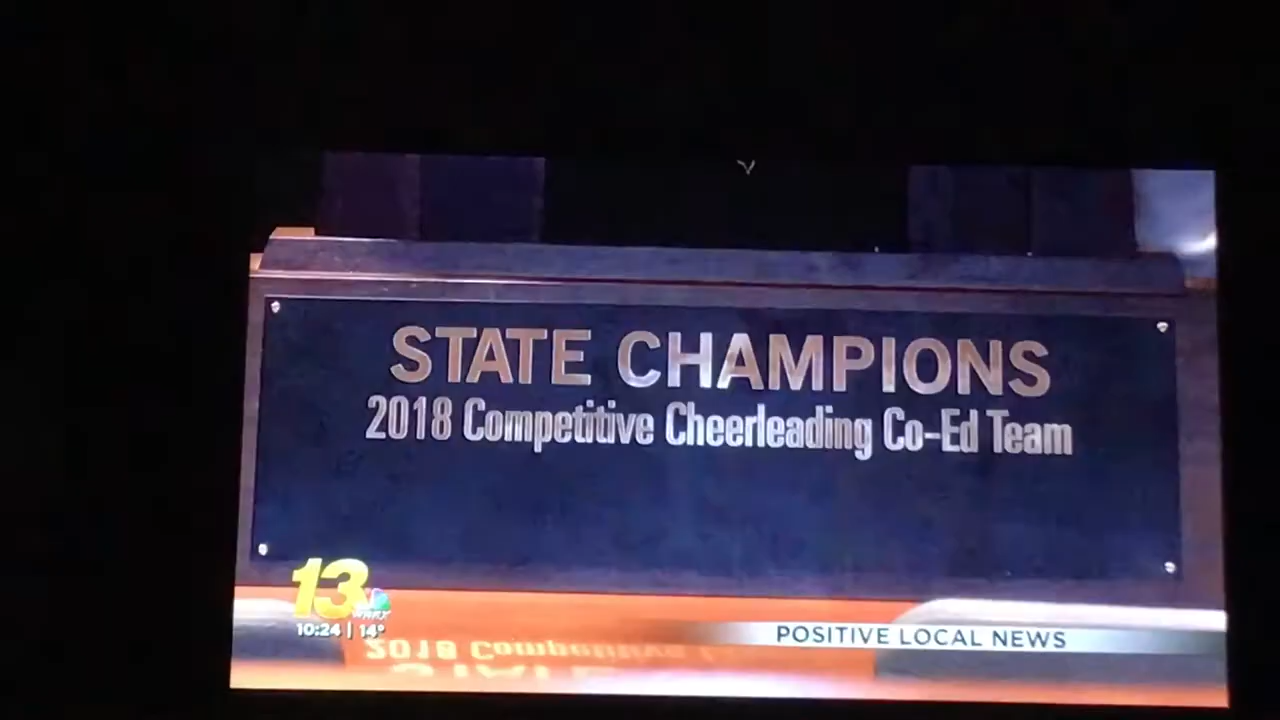 STATE CHAMPIONS
2018 Competitive Cheerleading Co-Ed Team
13
10:24 | 14°
POSITIVE LOCAL NEWS